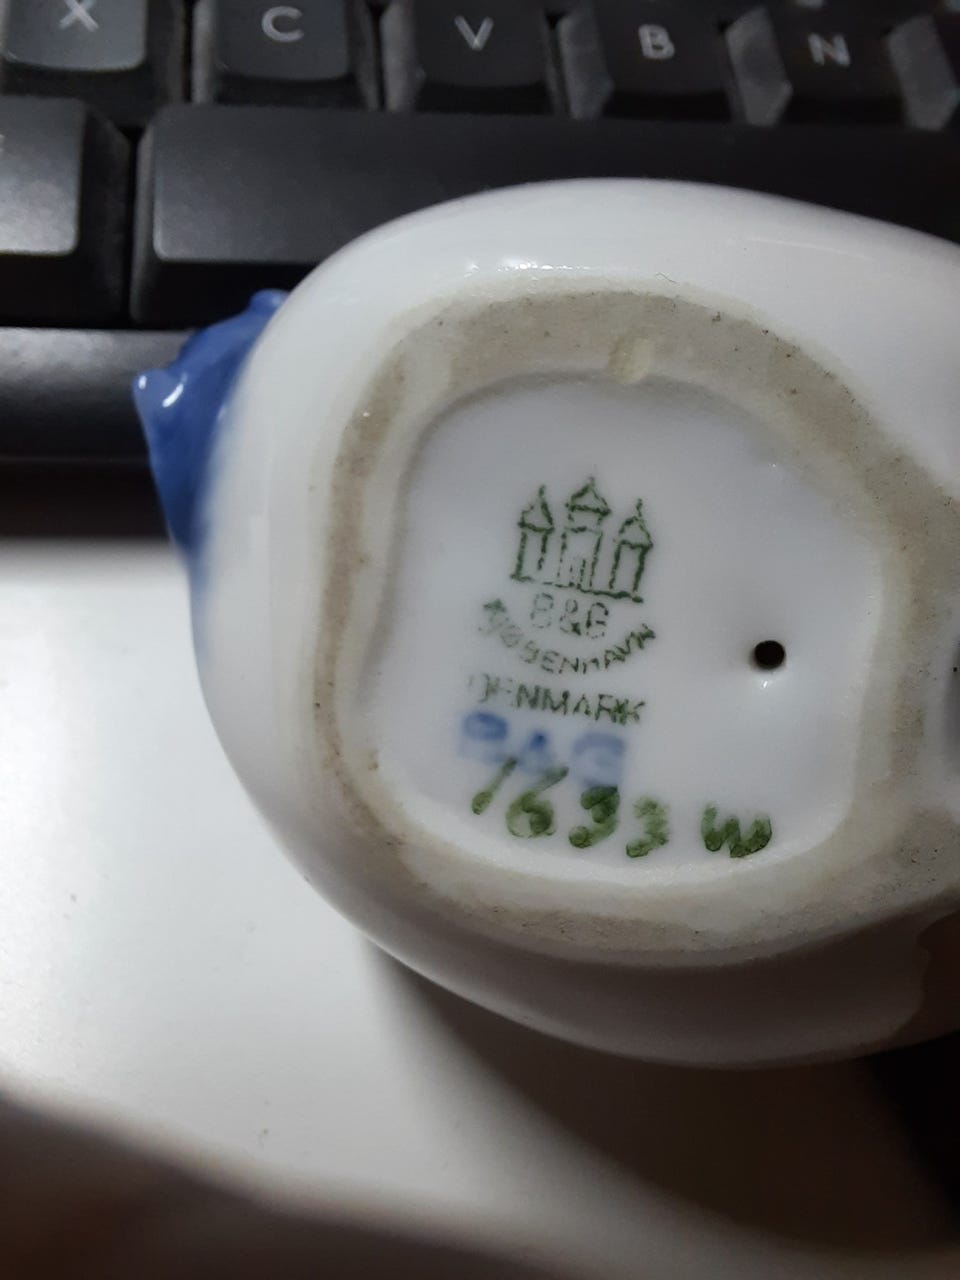 X C V B N
B&G
KJØBENHAVN
DENMARK
B&G
1633 W